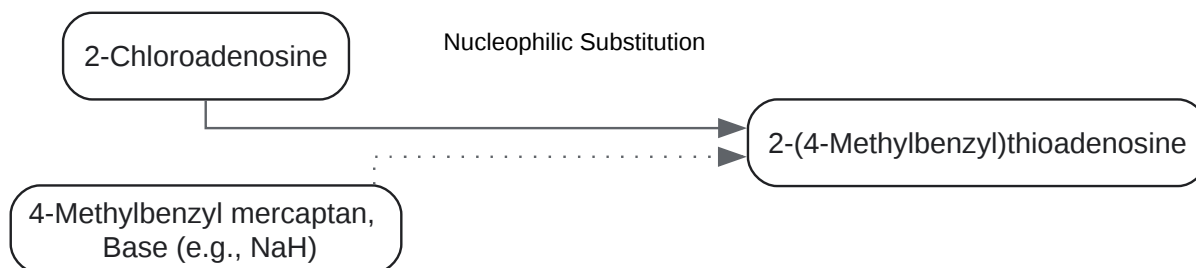 2-Chloroadenosine
Nucleophilic Substitution
2-(4-Methylbenzyl)thioadenosine
4-Methylbenzyl mercaptan,
Base (e.g., NaH)